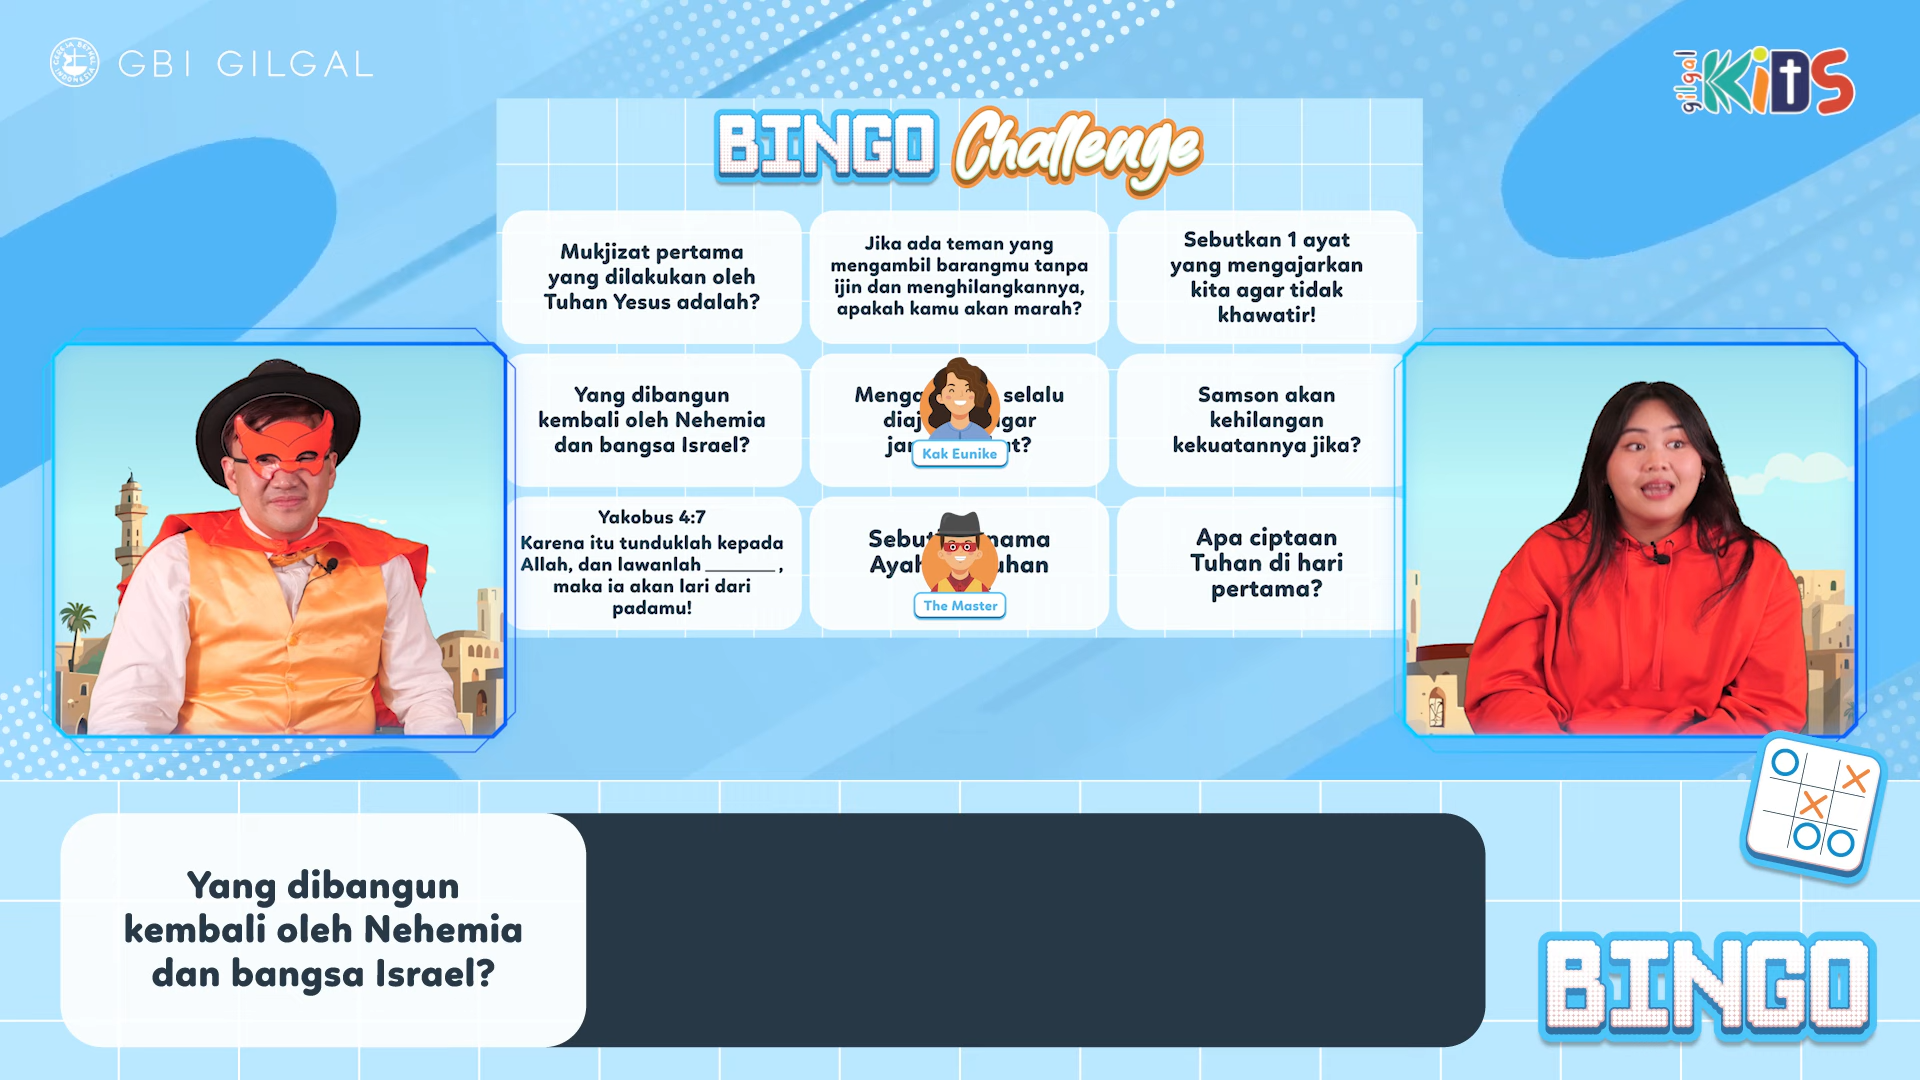 GBI GILGAL
gilgal KiDS
BINGO Challenge
Mukjizat pertama
yang dilakukan oleh
Tuhan Yesus adalah?
Jika ada teman yang
mengambil barangmu tanpa
ijin dan menghilangkannya,
apakah kamu akan marah?
Sebutkan 1 ayat
yang mengajarkan
kita agar tidak
khawatir!
Yang dibangun
kembali oleh Nehemia
dan bangsa Israel?
selalu
Kak Eunike
Samson akan
kehilangan
kekuatannya jika?
Yakobus 4:7
Karena itu tunduklah kepada
Allah, dan lawanlah ________ ,
maka ia akan lari dari
padamu!
The Master
Apa ciptaan
Tuhan di hari
pertama?
Yang dibangun
kembali oleh Nehemia
dan bangsa Israel?
BINGO